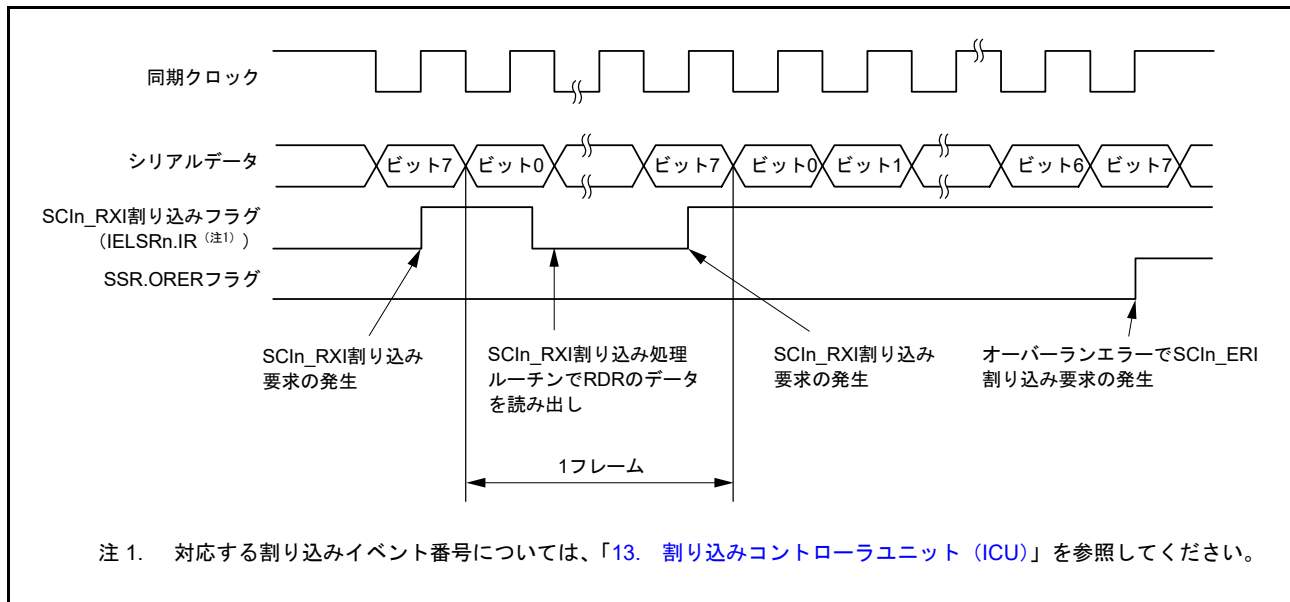 同期クロック
シリアルデータ
ビット7
ビット0
ビット7
ビット0
ビット1
ビット6
ビット7
SCIn_RXI割り込みフラグ
（IELSRn.IR（注1））
SSR.ORERフラグ
SCIn_RXI割り込み
要求の発生
SCIn_RXI割り込み処理
ルーチンでRDRのデータ
を読み出し
SCIn_RXI割り込み
要求の発生
オーバーランエラーでSCIn_ERI
割り込み要求の発生
1フレーム
注 1. 対応する割り込みイベント番号については、「13. 割り込みコントローラユニット（ICU）」を参照してください。